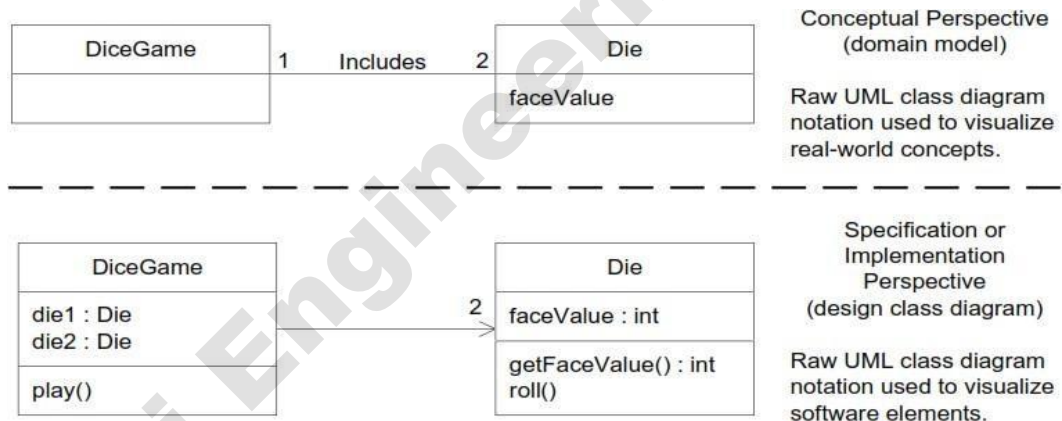 DiceGame
1 Includes 2
Die
faceValue
Conceptual Perspective
(domain model)
Raw UML class diagram
notation used to visualize
real-world concepts.
DiceGame
die1 : Die
die2 : Die
play()
2
Die
faceValue : int
getFaceValue() : int
roll()
Specification or
Implementation
Perspective
(design class diagram)
Raw UML class diagram
notation used to visualize
software elements.